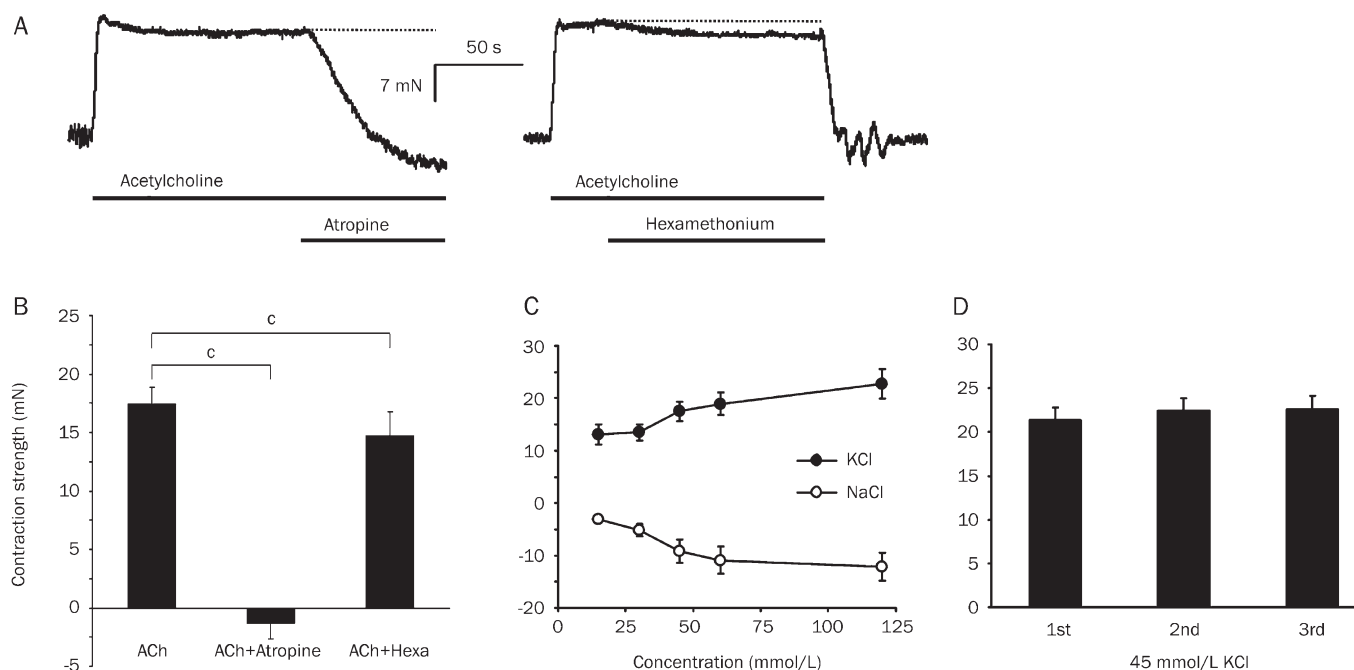 A
50 s
7 mN
Acetylcholine
Atropine
Acetylcholine
Hexamethonium
B
Contraction strength (mN)
25
20
15
10
5
0
-5
c
c
ACh
ACh+Atropine
ACh+Hexa
C
30
20
10
0
-10
-20
KCl
NaCl
0 25 50 75 100 125
Concentration (mmol/L)
D
30
25
20
15
10
5
0
1st 2nd 3rd
45 mmol/L KCl